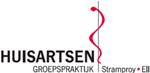 HUISARTSEN
GROEPSPRAKTIJK Stramproy • Ell